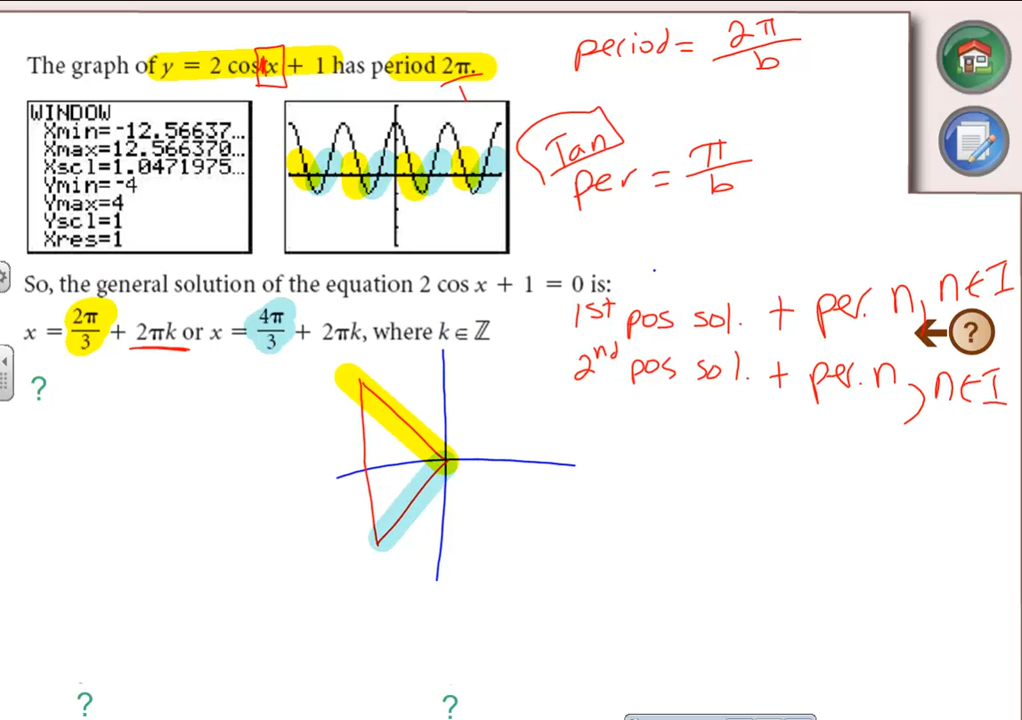 The graph of y = 2 cos x + 1 has period 2π.
period = 2π/b
WINDOW
Xmin=-12.56637…
Xmax=12.566370…
Xscl=1.0471975…
Ymin=-4
Ymax=4
Yscl=1
Xres=1
Tan
per = π/b
So, the general solution of the equation 2 cos x + 1 = 0 is:
x = 2π/3 + 2πk or x = 4π/3 + 2πk, where k ∈ ℤ
1st pos sol. + per n, n∈I
2nd pos sol. + per. n, n∈I
?
?
?
?